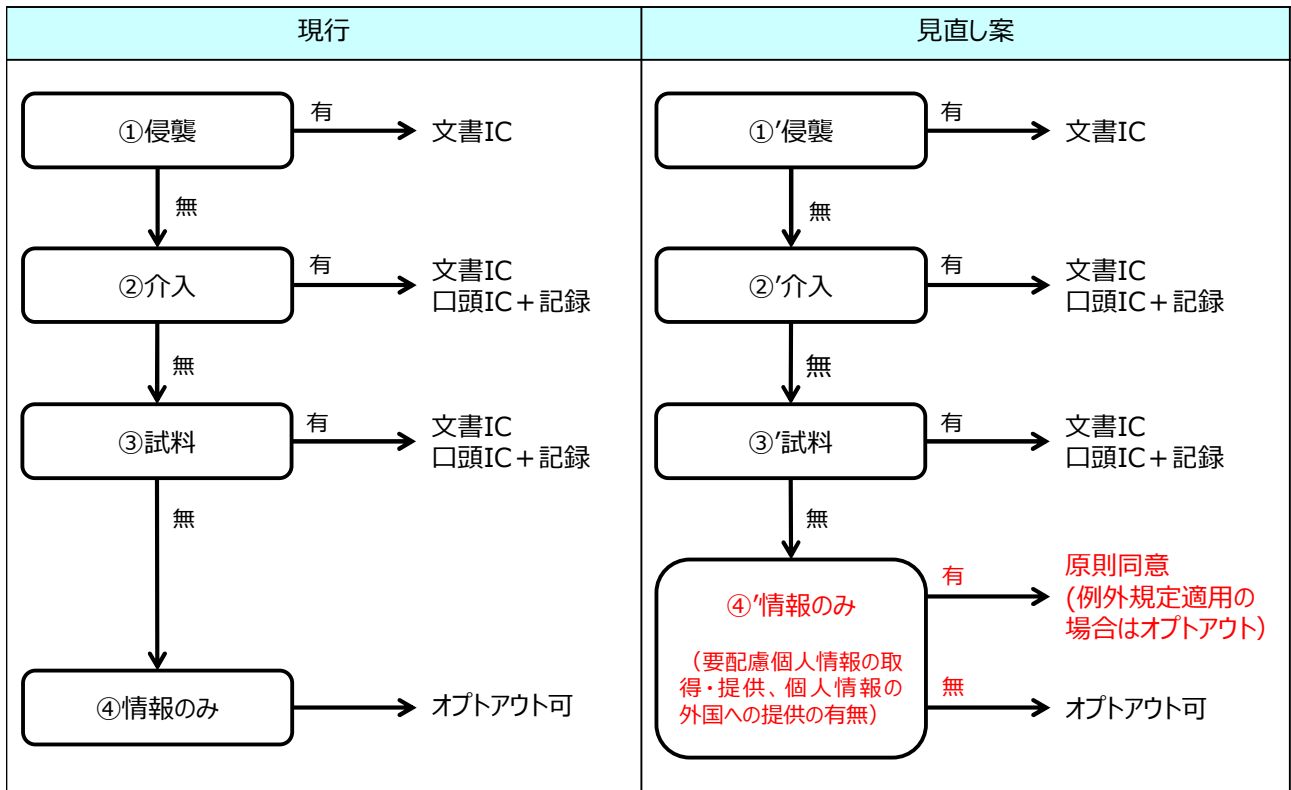 現行
①侵襲
有
文書IC
無
②介入
有
文書IC
口頭IC＋記録
無
③試料
有
文書IC
口頭IC＋記録
無
④情報のみ
オプトアウト可
見直し案
①’侵襲
有
文書IC
無
②’介入
有
文書IC
口頭IC＋記録
無
③’試料
有
文書IC
口頭IC＋記録
無
④’情報のみ
（要配慮個人情報の取
得・提供、個人情報の
外国への提供の有無）
有
原則同意
(例外規定適用の
場合はオプトアウト）
無
オプトアウト可